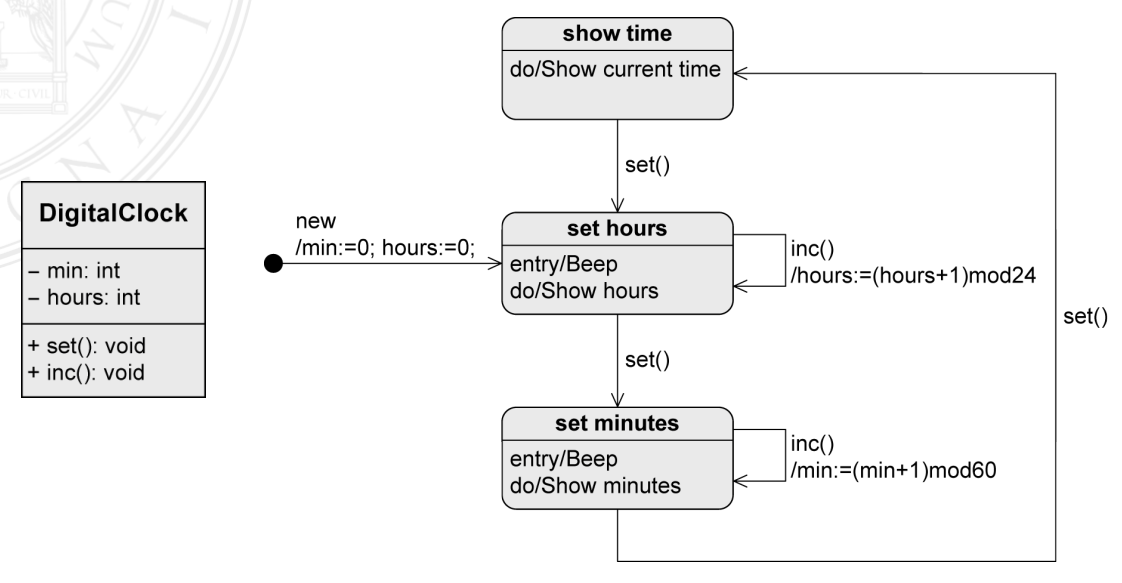 show time
do/Show current time
set()
DigitalClock
– min: int
– hours: int
+ set(): void
+ inc(): void
new
/min:=0; hours:=0;
set hours
entry/Beep
do/Show hours
inc()
/hours:=(hours+1)mod24
set()
set()
set minutes
entry/Beep
do/Show minutes
inc()
/min:=(min+1)mod60